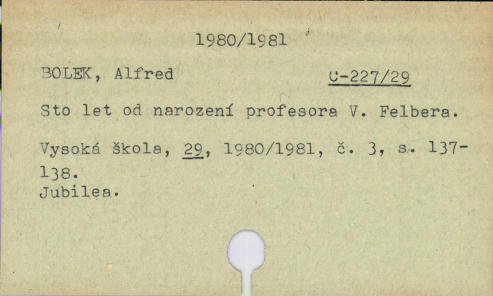 1980/1981
BOLEK, Alfred C-227/29
Sto let od narození profesora V. Felbera.
Vysoká škola, 29, 1980/1981, č. 3, s. 137-
138.
Jubilea.